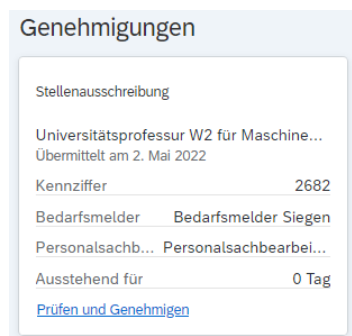 Genehmigungen
Stellenausschreibung
Universitätsprofessur W2 für Maschine...
Übermittelt am 2. Mai 2022
Kennziffer 2682
Bedarfsmelder Bedarfsmelder Siegen
Personalsachb... Personalsachbearbei...
Ausstehend für 0 Tag
Prüfen und Genehmigen